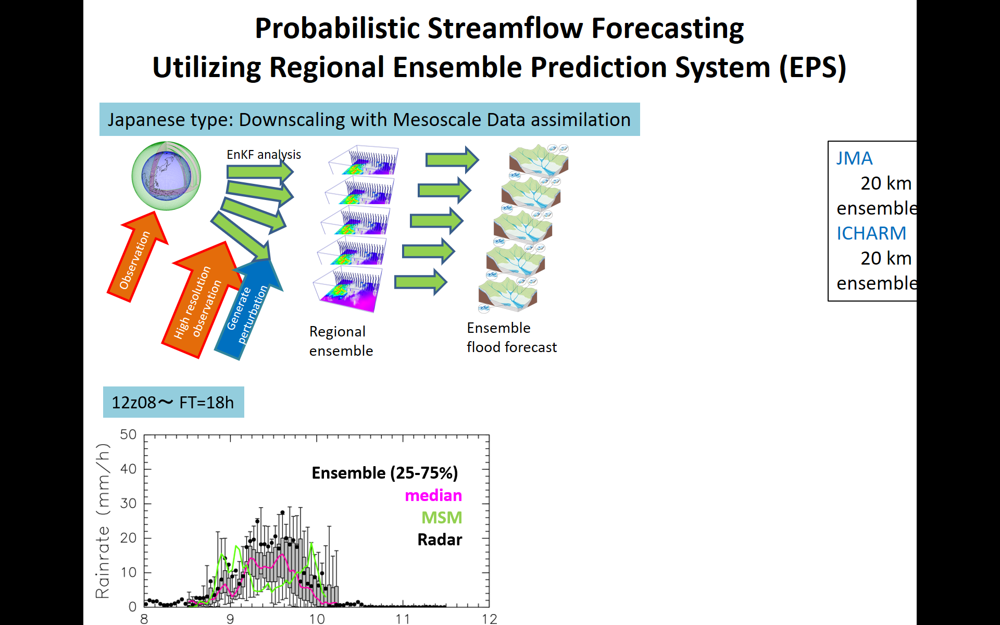 Probabilistic Streamflow Forecasting
Utilizing Regional Ensemble Prediction System (EPS)
Japanese type: Downscaling with Mesoscale Data assimilation
EnKF analysis
Observation
High resolution
observation
Generate
perturbation
Regional
ensemble
Ensemble
flood forecast
JMA
20 km
ensemble
ICHARM
20 km
ensemble
12z08～ FT=18h
Rainrate (mm/h)
50
40
30
20
10
0
8
9
10
11
12
Ensemble (25-75%)
median
MSM
Radar